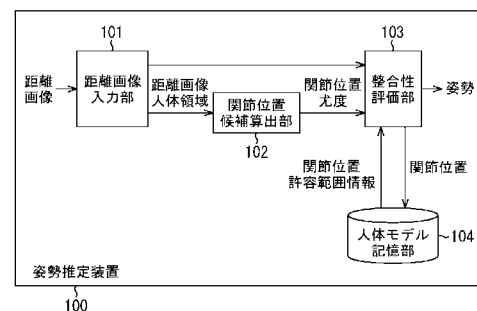 101
103
距離
画像
距離画像
入力部
距離画像
人体領域
関節位置
候補算出部
102
関節位置
尤度
整合性
評価部
姿勢
関節位置
許容範囲情報
関節位置
人体モデル
記憶部
104
姿勢推定装置
100